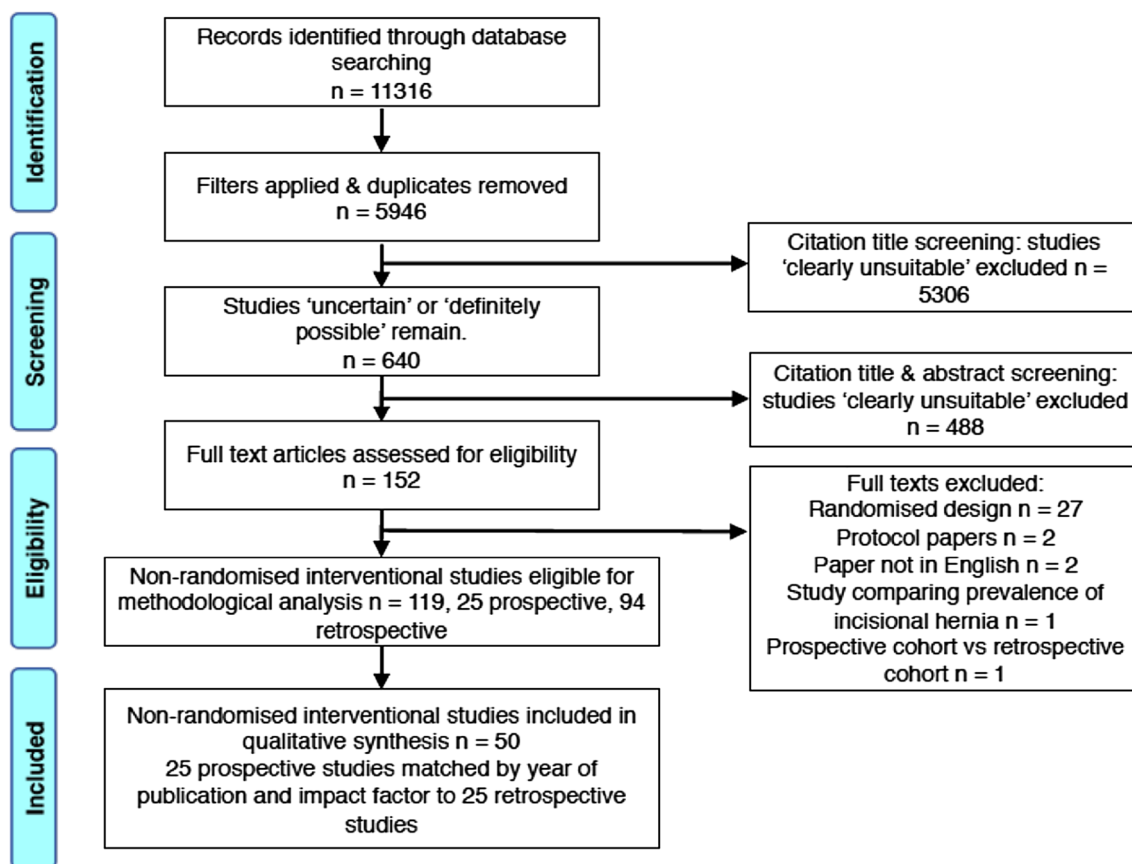 Identification
Records identified through database
searching
n = 11316
Filters applied & duplicates removed
n = 5946
Screening
Citation title screening: studies
‘clearly unsuitable’ excluded n =
5306
Studies ‘uncertain’ or ‘definitely
possible’ remain.
n = 640
Citation title & abstract screening:
studies ‘clearly unsuitable’ excluded
n = 488
Eligibility
Full text articles assessed for eligibility
n = 152
Full texts excluded:
Randomised design n = 27
Protocol papers n = 2
Paper not in English n = 2
Study comparing prevalence of
incisional hernia n = 1
Prospective cohort vs retrospective
cohort n = 1
Non-randomised interventional studies eligible for
methodological analysis n = 119, 25 prospective, 94
retrospective
Included
Non-randomised interventional studies included in
qualitative synthesis n = 50
25 prospective studies matched by year of
publication and impact factor to 25 retrospective
studies